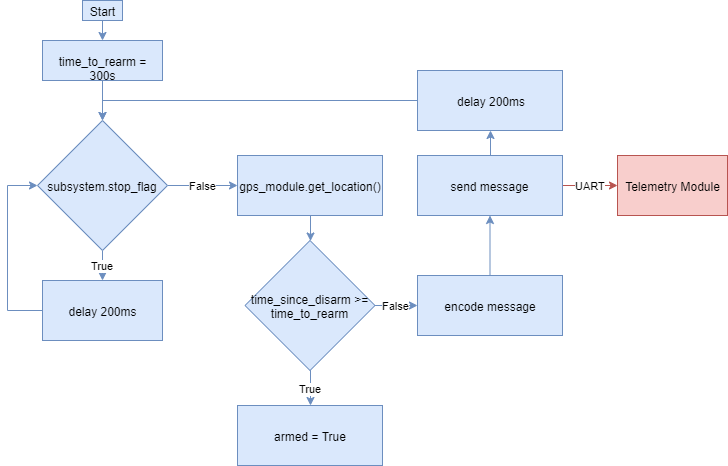 Start
time_to_rearm =
300s
delay 200ms
subsystem.stop_flag
False
gps_module.get_location()
send message
UART
Telemetry Module
True
delay 200ms
time_since_disarm >=
time_to_rearm
False
encode message
True
armed = True